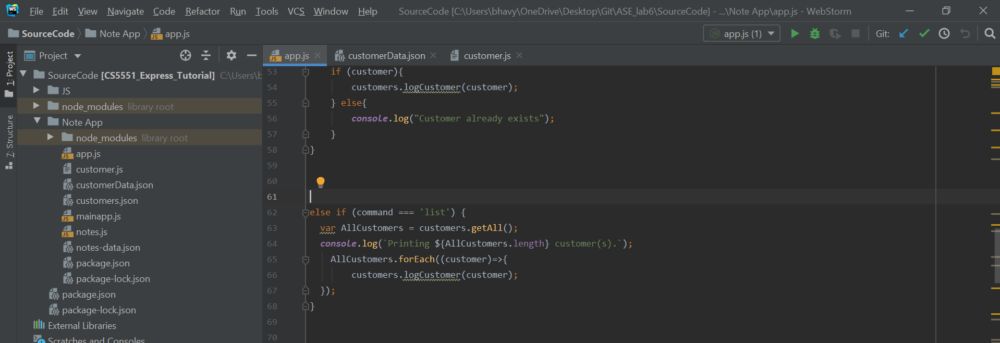 WS File Edit View Navigate Code Refactor Run Tools VCS Window Help SourceCode [C:\Users\bhavy\OneDrive\Desktop\Git\ASE_lab6\SourceCode] - ...\Note App\app.js - WebStorm
SourceCode Note App app.js app.js (1) Git:
1: Project
7: Structure
Project
SourceCode [CS5551_Express_Tutorial] C:\Users\b
JS
node_modules library root
Note App
node_modules library root
app.js
customer.js
customerData.json
customers.json
mainapp.js
notes.js
notes-data.json
package.json
package-lock.json
package.json
package-lock.json
External Libraries
Scratches and Consoles
app.js customerData.json customer.js
53 if (customer){
54 customers.logCustomer(customer);
55 } else{
56 console.log("Customer already exists");
57 }
58 }
59
60
61
62 else if (command === 'list') {
63 var AllCustomers = customers.getAll();
64 console.log(`Printing ${AllCustomers.length} customer(s).`);
65 AllCustomers.forEach((customer)=>{
66 customers.logCustomer(customer);
67 });
68 }
69
70